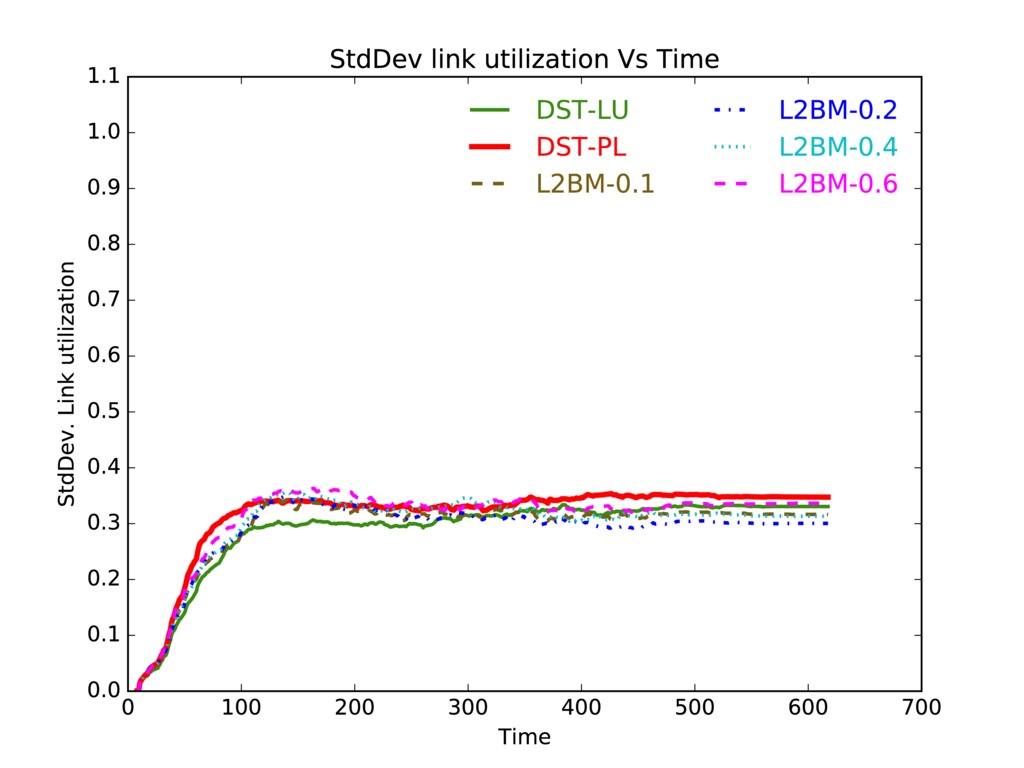 StdDev link utilization Vs Time
1.1
1.0
0.9
0.8
0.7
0.6
0.5
0.4
0.3
0.2
0.1
0.0
StdDev. Link utilization
DST-LU
DST-PL
L2BM-0.1
L2BM-0.2
L2BM-0.4
L2BM-0.6
0 100 200 300 400 500 600 700
Time